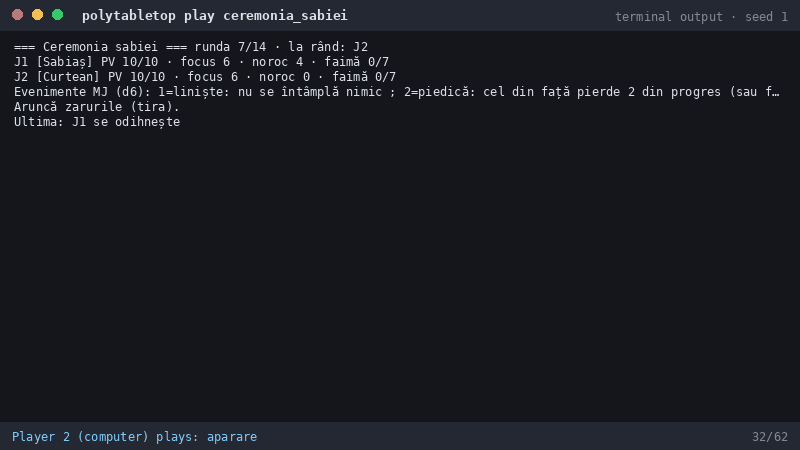 polytabletop play ceremonia_sabiei
terminal output · seed 1
=== Ceremonia sabiei === runda 7/14 · la rând: J2
J1 [Sabiaș] PV 10/10 · focus 6 · noroc 4 · faimă 0/7
J2 [Curtean] PV 10/10 · focus 6 · noroc 0 · faimă 0/7
Evenimente MJ (d6): 1=liniște: nu se întâmplă nimic ; 2=piedică: cel din față pierde 2 din progres (sau f…
Aruncă zarurile (tira).
Ultima: J1 se odihnește
Player 2 (computer) plays: aparare
32/62